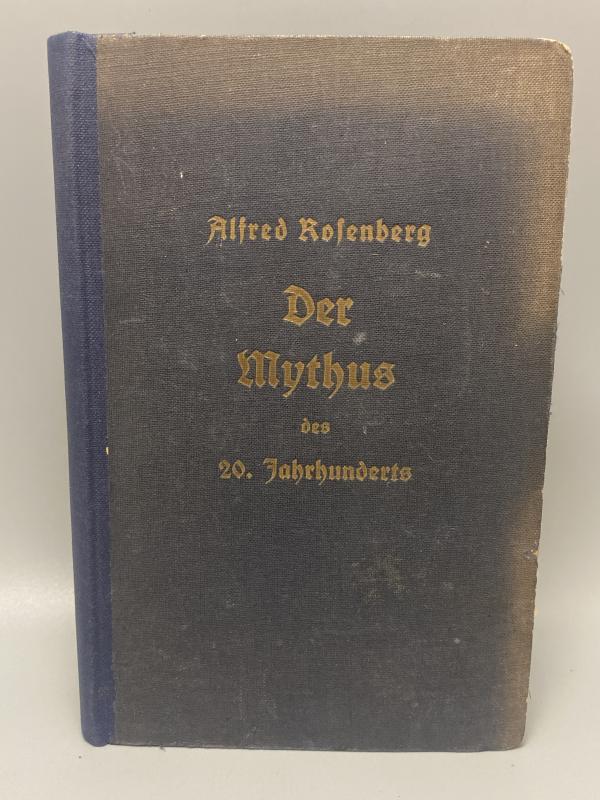 Alfred Rosenberg
Der
Mythus
des
20. Jahrhunderts